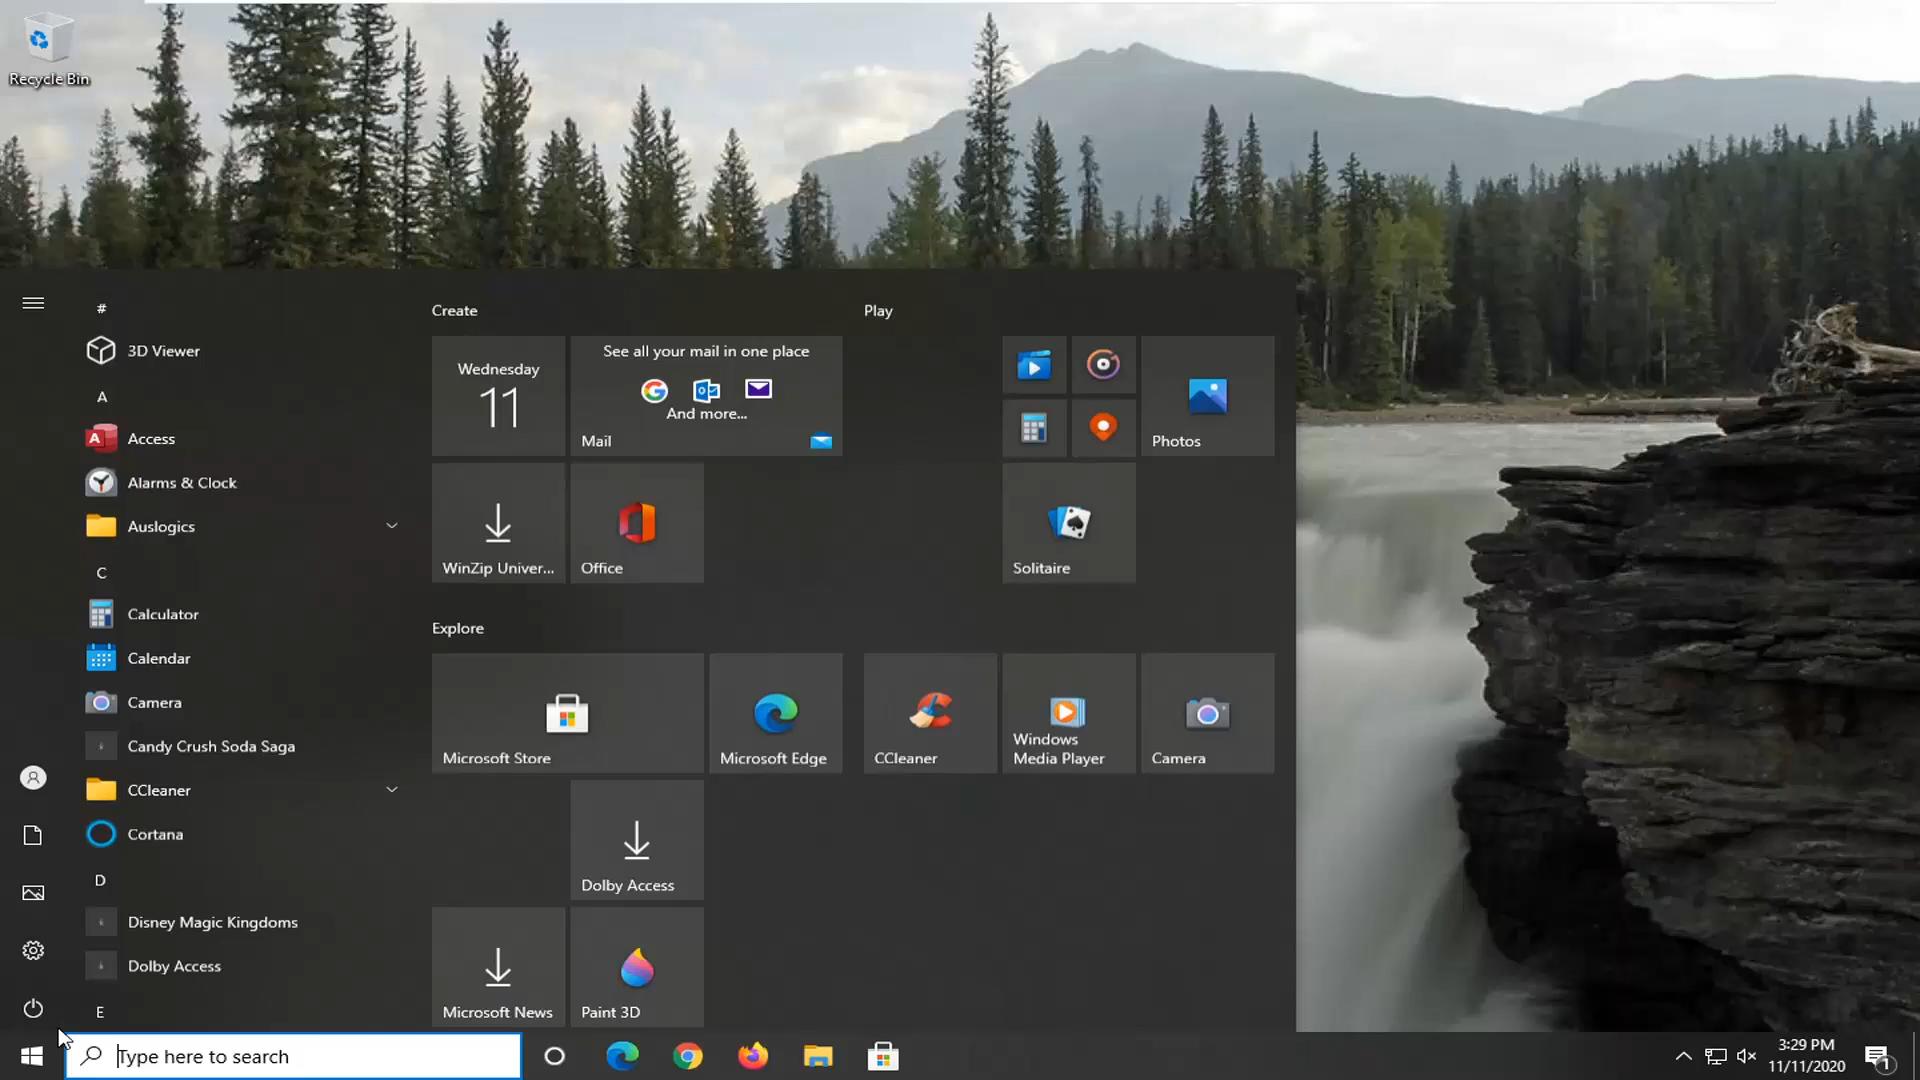 Recycle Bin
#
3D Viewer
A
Access
Alarms & Clock
Auslogics
C
Calculator
Calendar
Camera
Candy Crush Soda Saga
CCleaner
Cortana
D
Disney Magic Kingdoms
Dolby Access
E
Create
Wednesday
11
See all your mail in one place
And more...
Mail
WinZip Univer...
Office
Explore
Microsoft Store
Microsoft Edge
Dolby Access
Microsoft News
Paint 3D
Play
Photos
Solitaire
CCleaner
Windows
Media Player
Camera
Type here to search
3:29 PM
11/11/2020
1